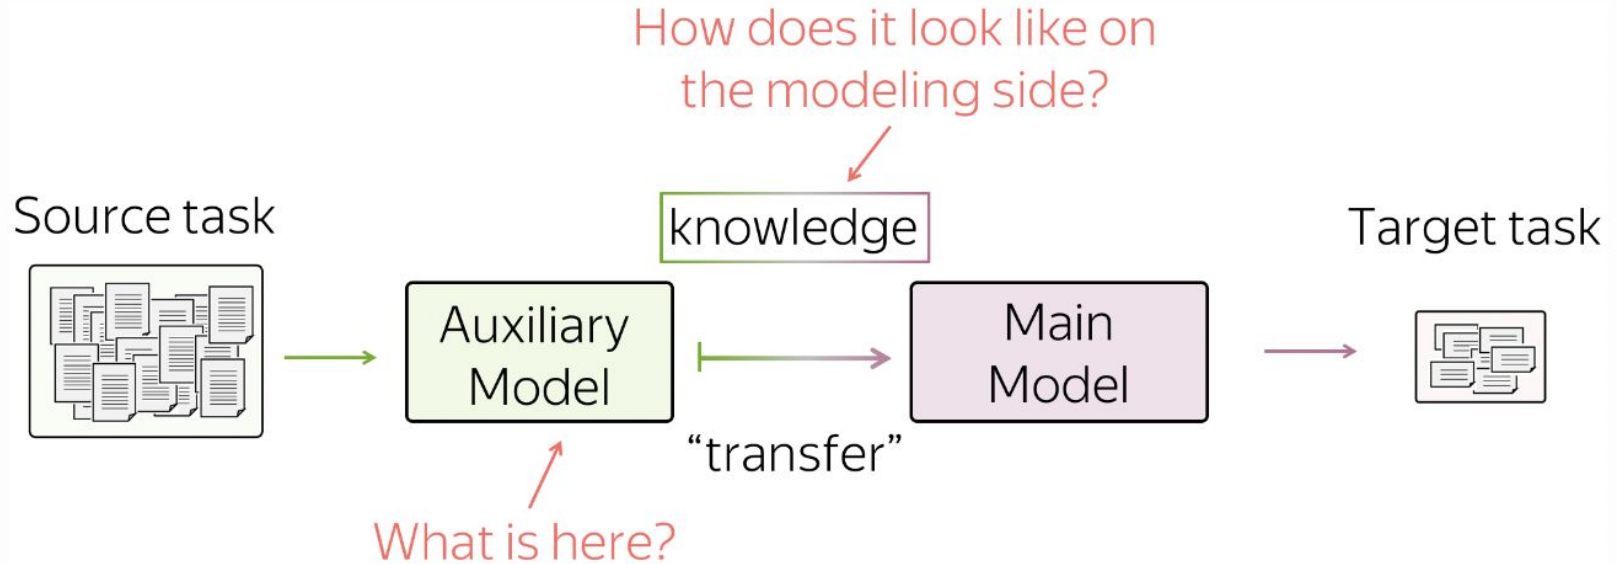 How does it look like on
the modeling side?
Source task
knowledge
Target task
Auxiliary
Model
Main
Model
“transfer”
What is here?